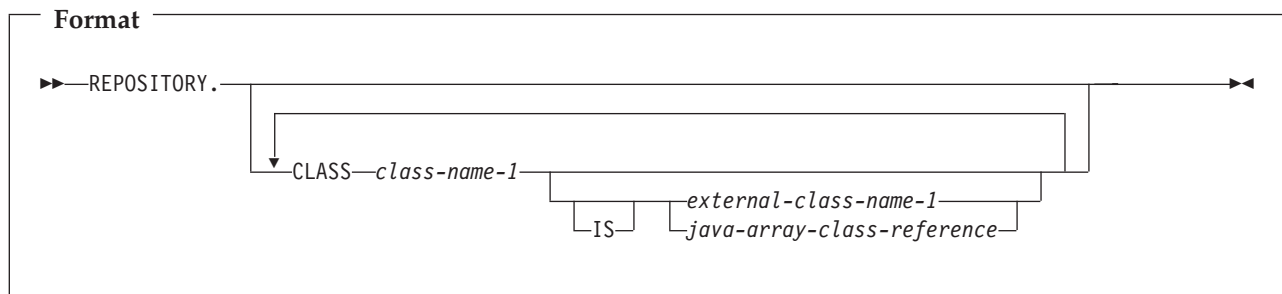 Format
REPOSITORY.
CLASS class-name-1
external-class-name-1
IS java-array-class-reference